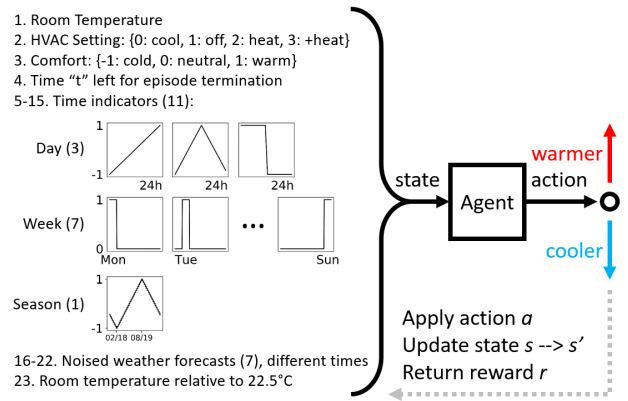 1. Room Temperature
2. HVAC Setting: {0: cool, 1: off, 2: heat, 3: +heat}
3. Comfort: {-1: cold, 0: neutral, 1: warm}
4. Time “t” left for episode termination
5-15. Time indicators (11):
Day (3)
1
-1
24h
24h
24h
Week (7)
1
0
Mon
Tue
...
Sun
Season (1)
1
-1
02/18 08/19
16-22. Noised weather forecasts (7), different times
23. Room temperature relative to 22.5°C
state
Agent
action
warmer
cooler
Apply action a
Update state s --> s’
Return reward r